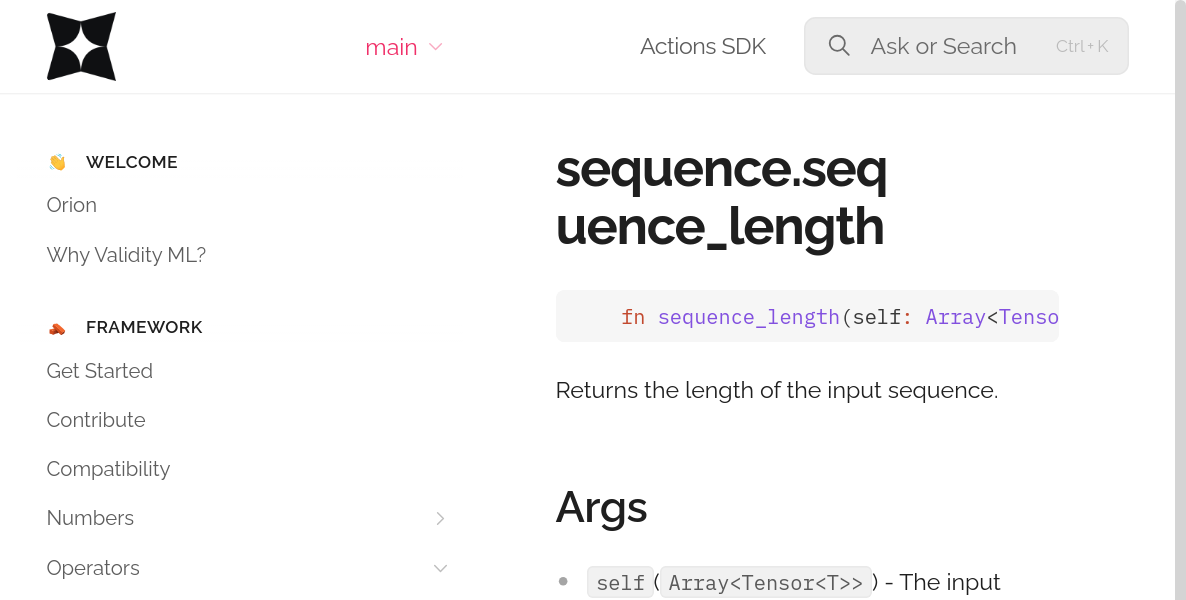 main
Actions SDK
Ask or Search
Ctrl+K
WELCOME
Orion
Why Validity ML?
FRAMEWORK
Get Started
Contribute
Compatibility
Numbers
Operators
sequence.seq
uence_length
fn sequence_length(self: Array<Tenso
Returns the length of the input sequence.
Args
self (Array<Tensor<T>>) - The input